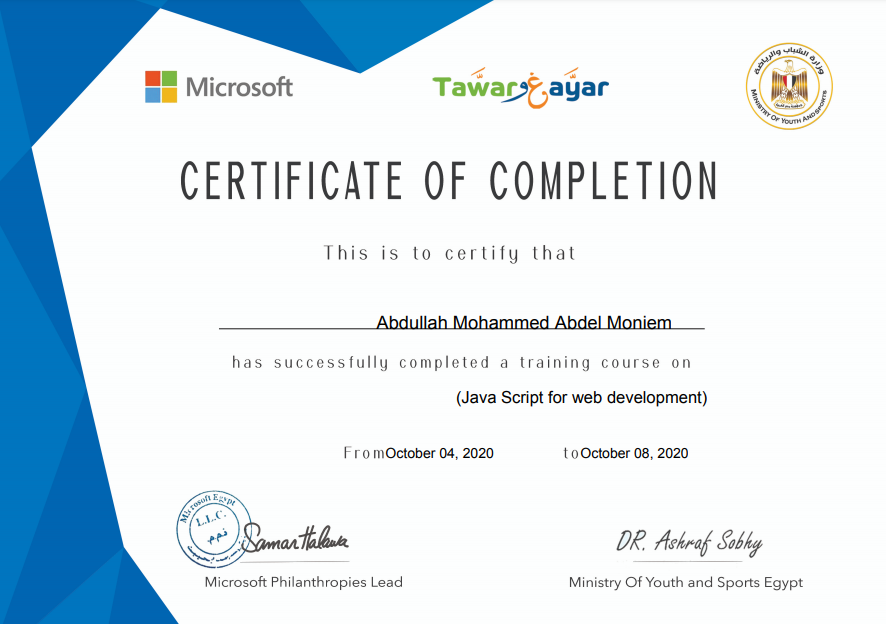 Microsoft
Tawar و غ ayar
وزارة الشباب والرياضة
MINISTRY OF YOUTH AND SPORTS
CERTIFICATE OF COMPLETION
This is to certify that
Abdullah Mohammed Abdel Moniem
has successfully completed a training course on
(Java Script for web development)
From October 04, 2020 to October 08, 2020
Microsoft Egypt
L.L.C.
ش.م.م
Samar Halawa
DR. Ashraf Sobhy
Microsoft Philanthropies Lead
Ministry Of Youth and Sports Egypt